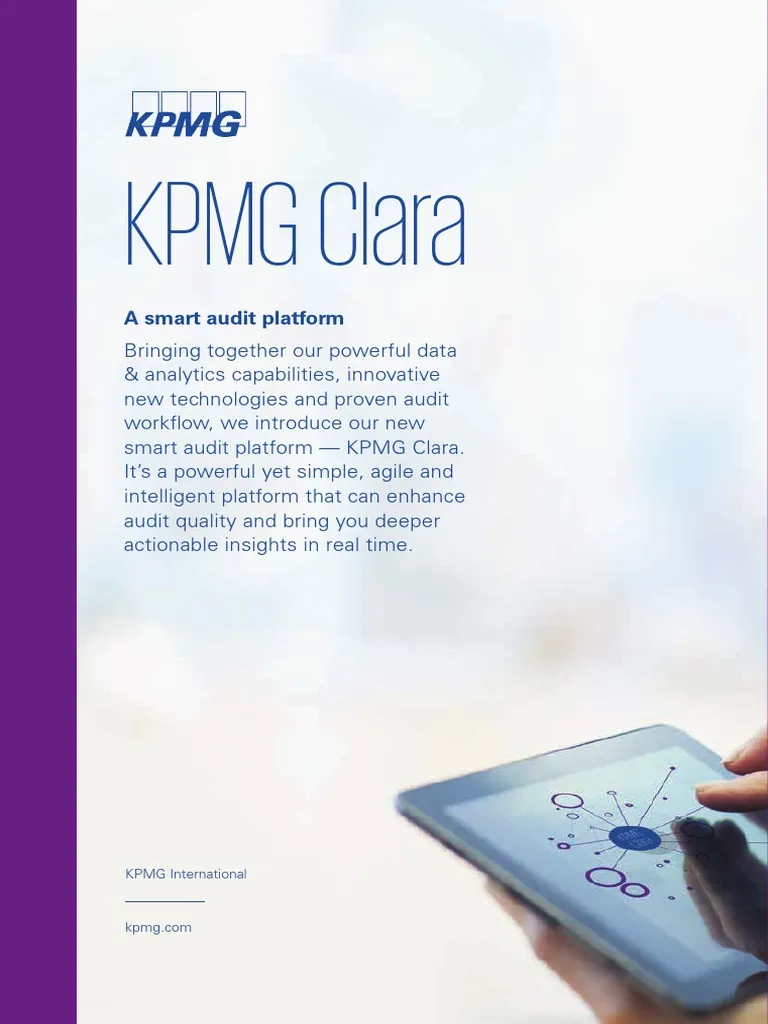 KPMG
KPMG Clara
A smart audit platform
Bringing together our powerful data
& analytics capabilities, innovative
new technologies and proven audit
workflow, we introduce our new
smart audit platform — KPMG Clara.
It’s a powerful yet simple, agile and
intelligent platform that can enhance
audit quality and bring you deeper
actionable insights in real time.
KPMG
Clara
KPMG International
kpmg.com